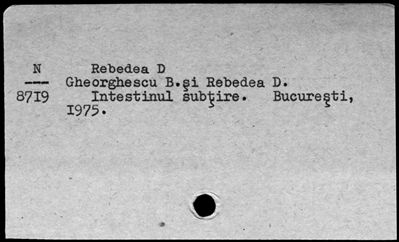 N Rebedea D
--- Gheorghescu B.şi Rebedea D.
8719 Intestinul subţire. Bucureşti,
1975.